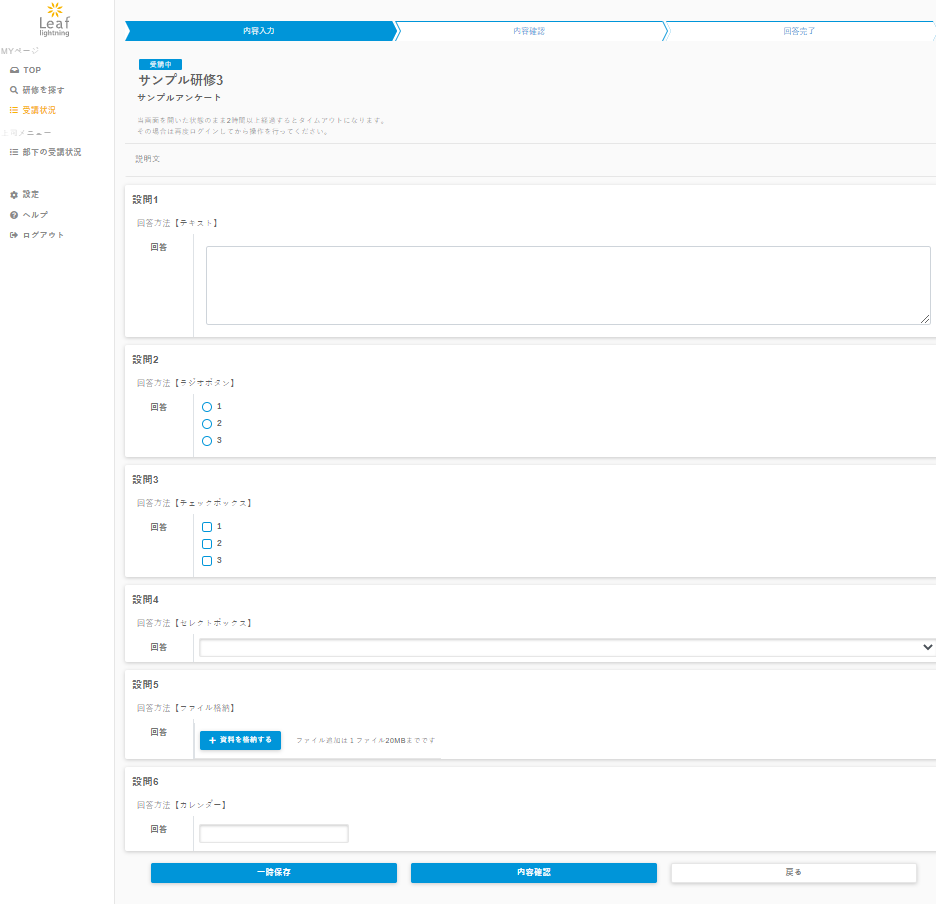 Leaf
lightning
MYページ
TOP
研修を探す
受講状況
上司メニュー
部下の受講状況
設定
ヘルプ
ログアウト
内容入力
内容確認
回答完了
受講中
サンプル研修3
サンプルアンケート
当画面を開いた状態のまま2時間以上経過するとタイムアウトになります。
その場合は再度ログインしてから操作を行ってください。
説明文
設問1
回答方法【テキスト】
回答
設問2
回答方法【ラジオボタン】
回答
1
2
3
設問3
回答方法【チェックボックス】
回答
1
2
3
設問4
回答方法【セレクトボックス】
回答
設問5
回答方法【ファイル格納】
回答
+ 資料を格納する
ファイル追加は1ファイル20MBまでです
設問6
回答方法【カレンダー】
回答
一時保存
内容確認
戻る